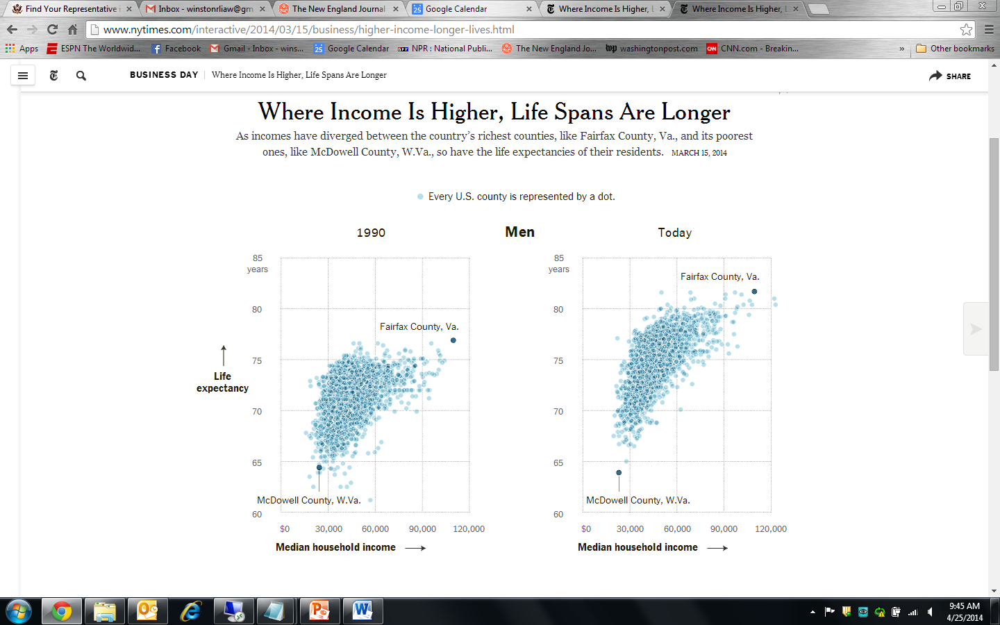 Find Your Representative
Inbox - winstonrliaw@gm
The New England Journal
Google Calendar
Where Income Is Higher,
Where Income Is Higher,
www.nytimes.com/interactive/2014/03/15/business/higher-income-longer-lives.html
Apps
ESPN The Worldwid...
Facebook
Gmail - Inbox - wins...
25
Google Calendar
npr
NPR : National Publi...
The New England Jo...
wp
washingtonpost.com
CNN
CNN.com - Breakin...
»
Other bookmarks
BUSINESS DAY
Where Income Is Higher, Life Spans Are Longer
SHARE
Where Income Is Higher, Life Spans Are Longer
As incomes have diverged between the country's richest counties, like Fairfax County, Va., and its poorest
ones, like McDowell County, W.Va., so have the life expectancies of their residents. MARCH 15, 2014
Every U.S. county is represented by a dot.
Men
1990
85
years
80
75
70
65
60
Life
expectancy
Fairfax County, Va.
McDowell County, W.Va.
$0 30,000 60,000 90,000 120,000
Median household income
Today
85
years
80
75
70
65
60
Fairfax County, Va.
McDowell County, W.Va.
$0 30,000 60,000 90,000 120,000
Median household income
9:45 AM
4/25/2014